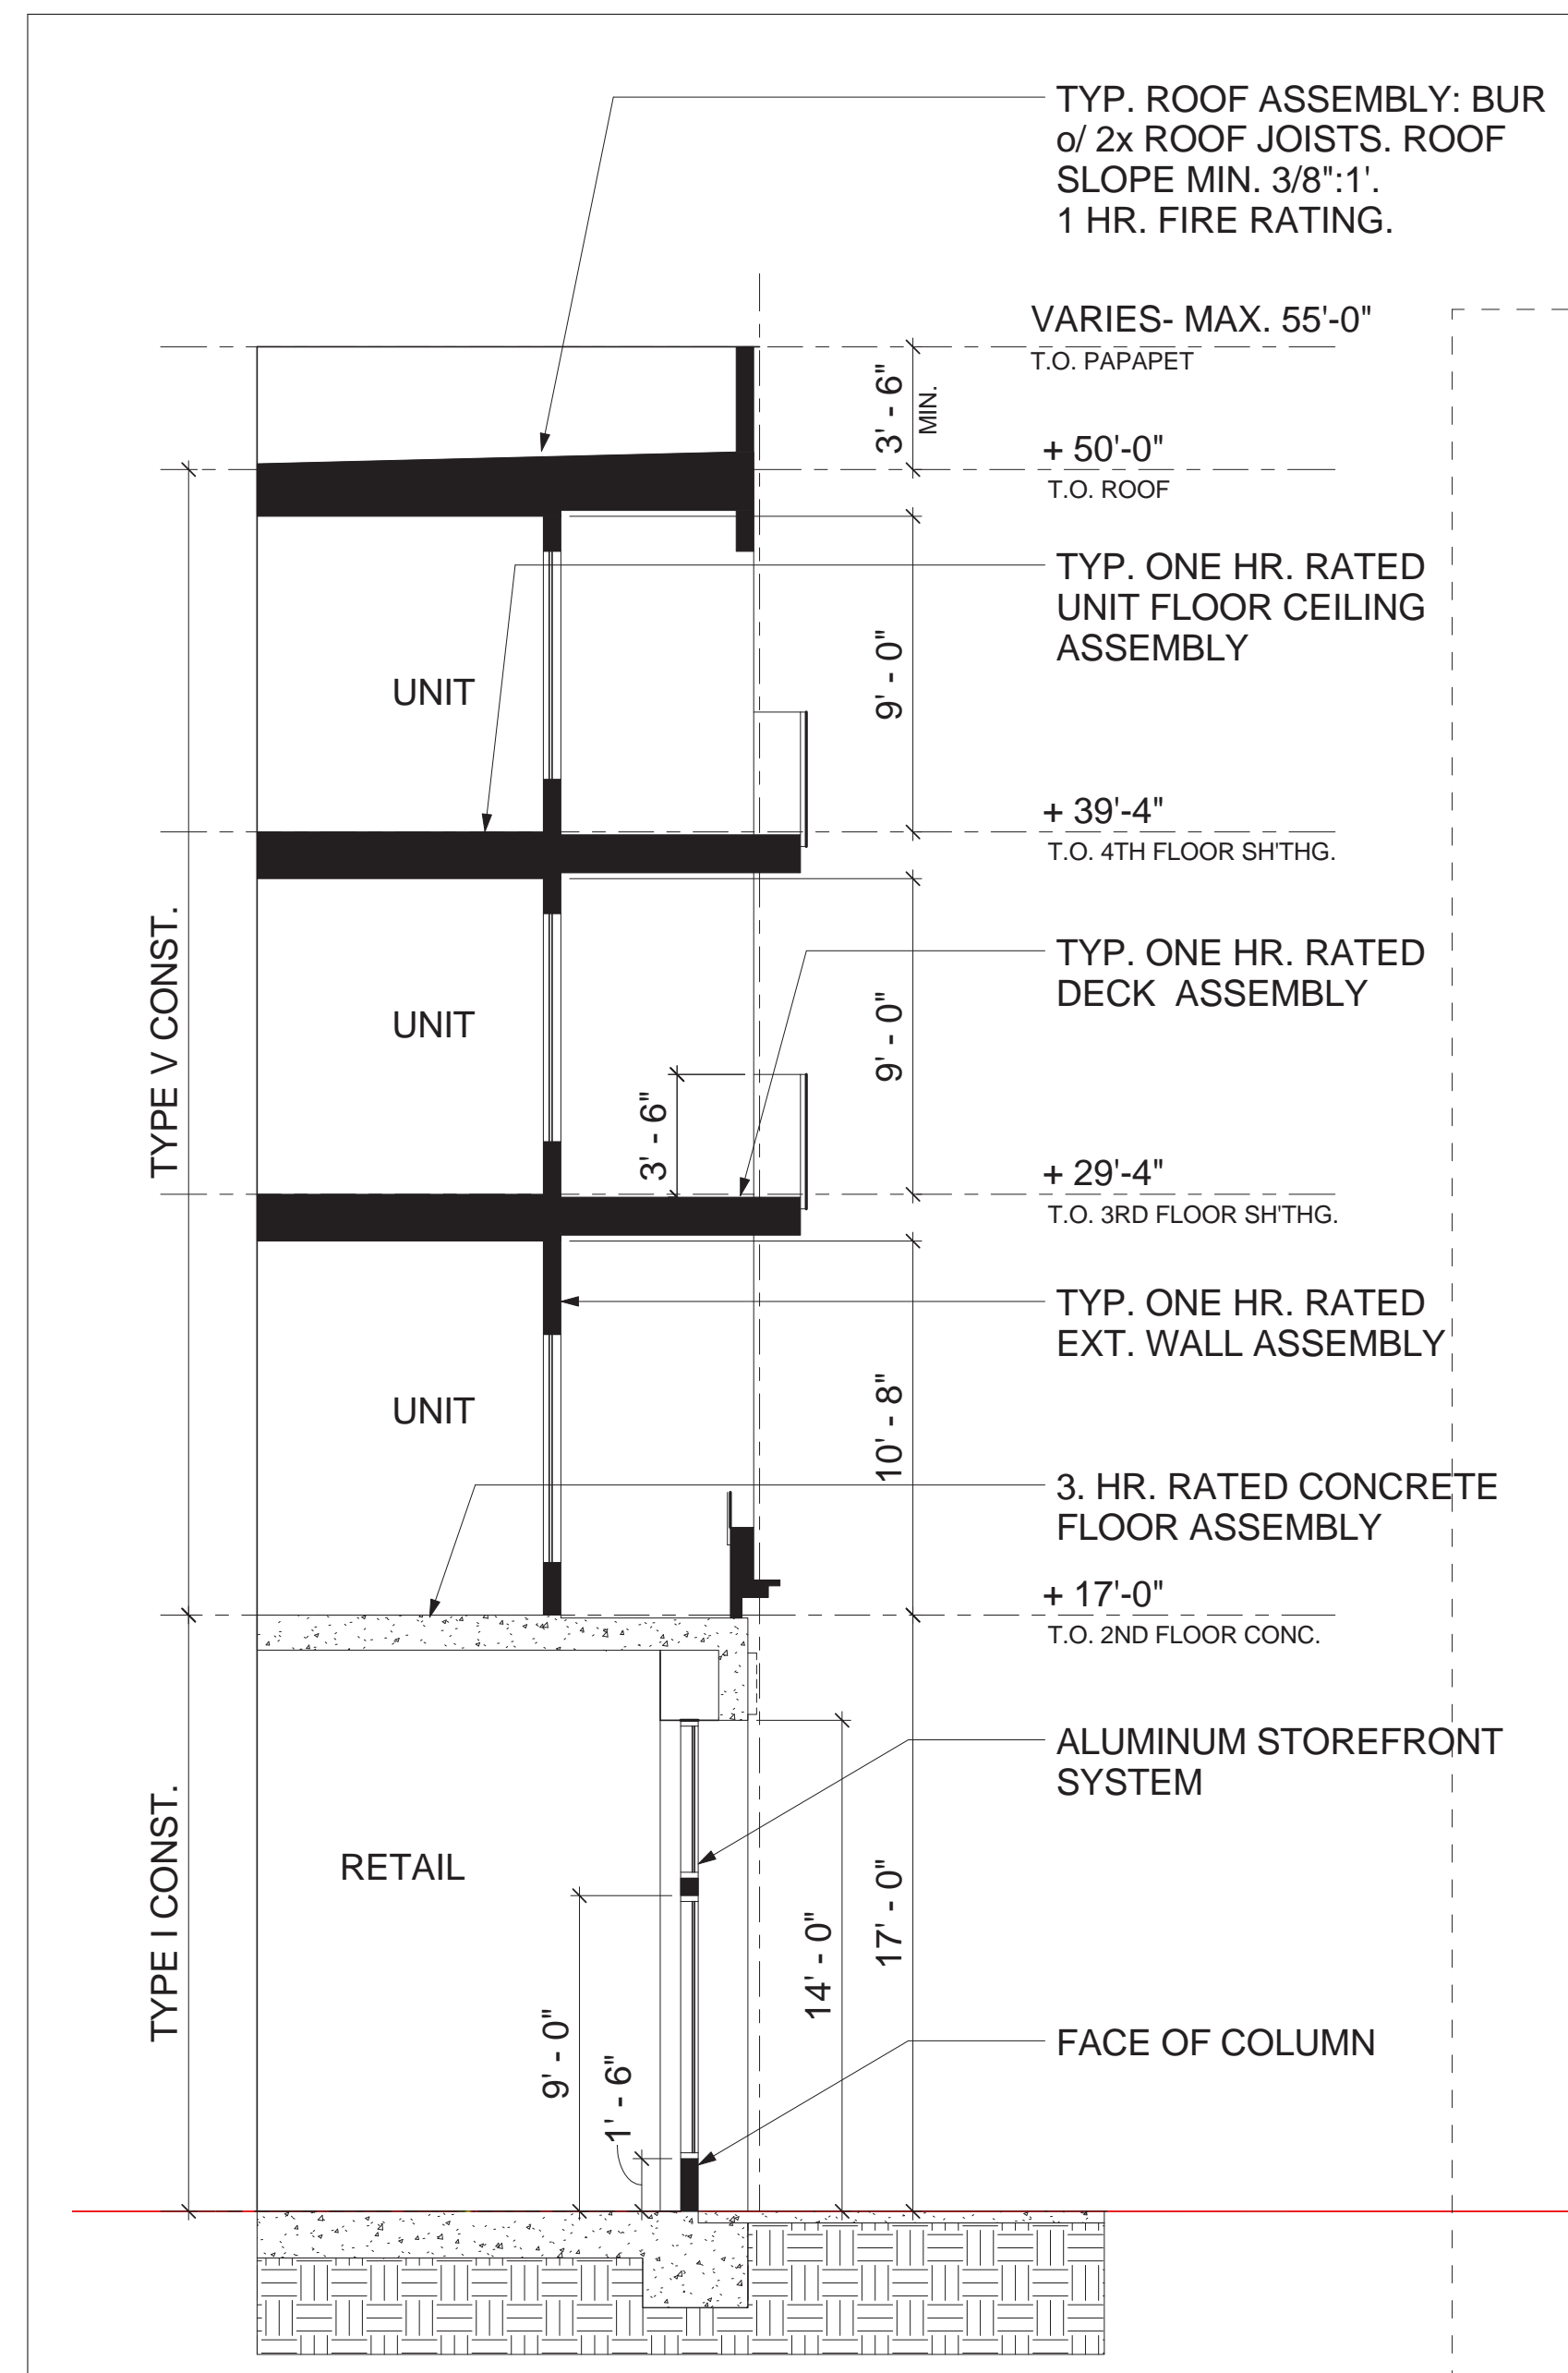 TYP. ROOF ASSEMBLY: BUR
o/ 2x ROOF JOISTS. ROOF
SLOPE MIN. 3/8":1'.
1 HR. FIRE RATING.
VARIES- MAX. 55'-0"
T.O. PAPAPET
3' - 6"
MIN.
+ 50'-0"
T.O. ROOF
TYP. ONE HR. RATED
UNIT FLOOR CEILING
ASSEMBLY
UNIT
9' - 0"
+ 39'-4"
T.O. 4TH FLOOR SH'THG.
TYPE V CONST.
TYP. ONE HR. RATED
DECK ASSEMBLY
UNIT
9' - 0"
3' - 6"
+ 29'-4"
T.O. 3RD FLOOR SH'THG.
TYP. ONE HR. RATED
EXT. WALL ASSEMBLY
UNIT
10' - 8"
3. HR. RATED CONCRETE
FLOOR ASSEMBLY
+ 17'-0"
T.O. 2ND FLOOR CONC.
ALUMINUM STOREFRONT
SYSTEM
TYPE I CONST.
RETAIL
17' - 0"
14' - 0"
9' - 0"
1' - 6"
FACE OF COLUMN